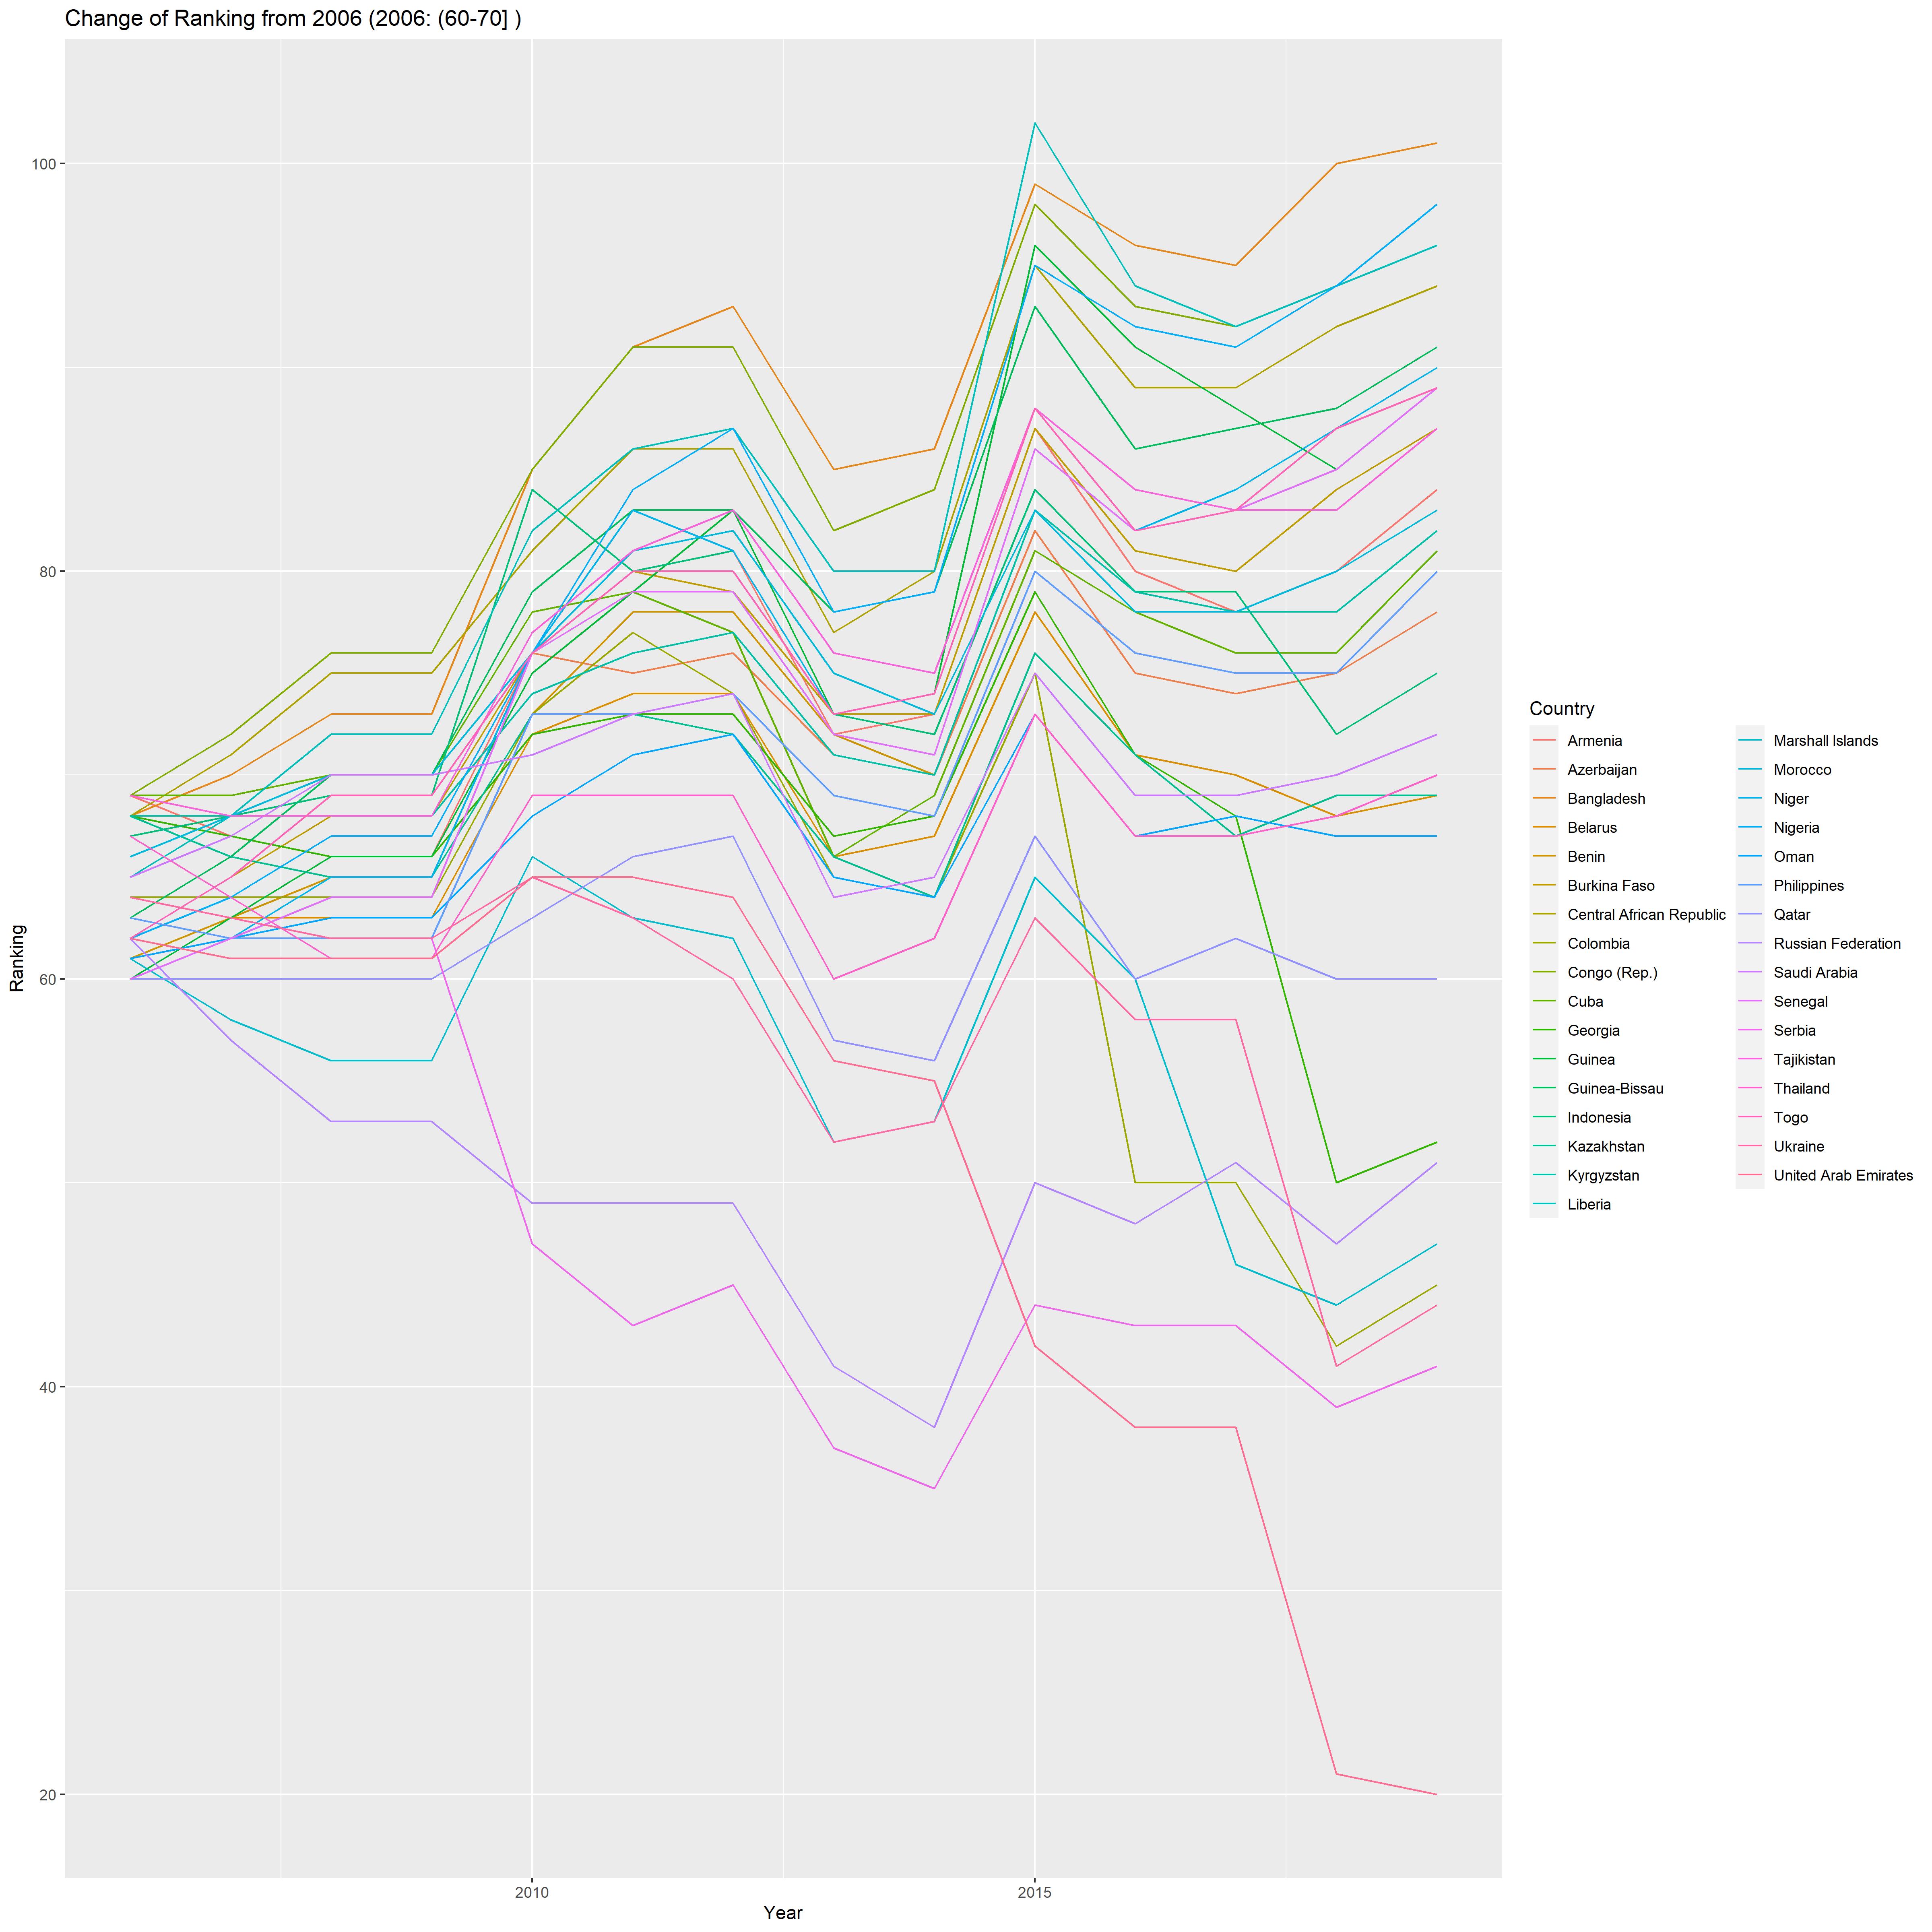 Change of Ranking from 2006 (2006: (60-70] )
100
80
60
40
20
Ranking
2010
2015
Year
Country
Armenia
Azerbaijan
Bangladesh
Belarus
Benin
Burkina Faso
Central African Republic
Colombia
Congo (Rep.)
Cuba
Georgia
Guinea
Guinea-Bissau
Indonesia
Kazakhstan
Kyrgyzstan
Liberia
Marshall Islands
Morocco
Niger
Nigeria
Oman
Philippines
Qatar
Russian Federation
Saudi Arabia
Senegal
Serbia
Tajikistan
Thailand
Togo
Ukraine
United Arab Emirates